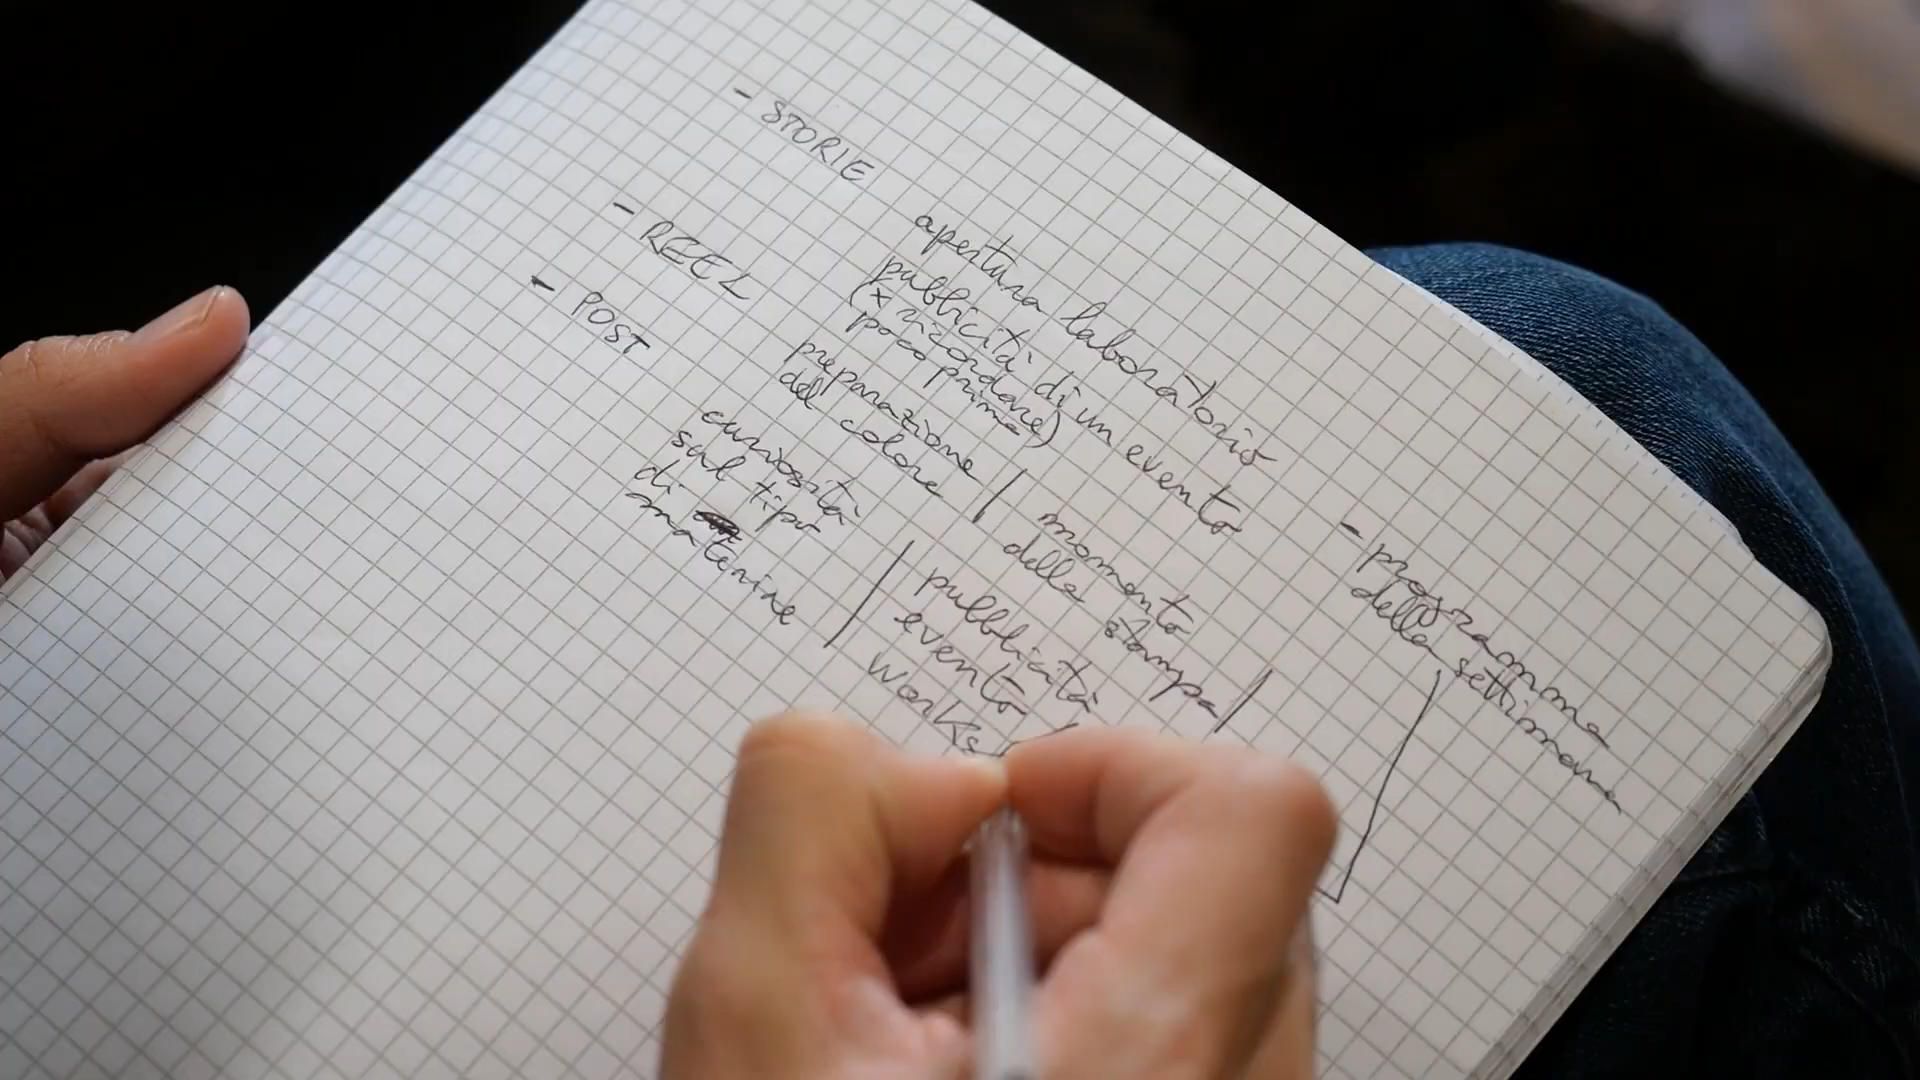 - STORIE
apertura laboratorio
pubblicità di un evento
(x ricordare)
poco prima
- programma
della settimana
- REEL
preparazione
del colore
momento
della stampa
- POST
curiosità
sul tipo
di
materiale
pubblicità
evento
works